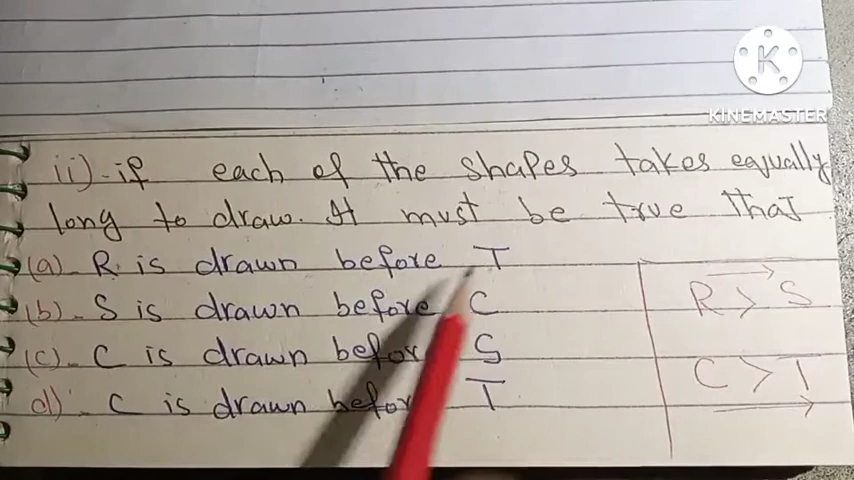 KINEMASTER
ii)-if each of the shapes takes equally
long to draw. It must be true that
(a)- R is drawn before T
(b)- S is drawn before C
(c)- C is drawn before S
d)- C is drawn before T
R > S
C > T